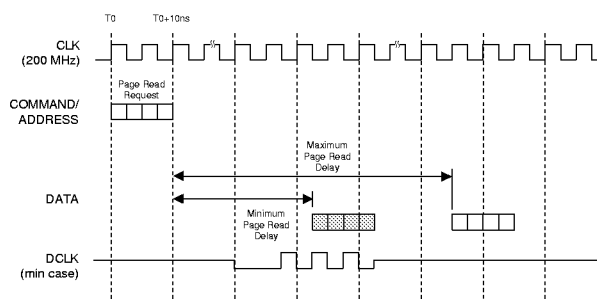 T0 T0+10ns
CLK
(200 MHz)
Page Read
Request
COMMAND/
ADDRESS
Maximum
Page Read
Delay
DATA
Minimum
Page Read
Delay
DCLK
(min case)